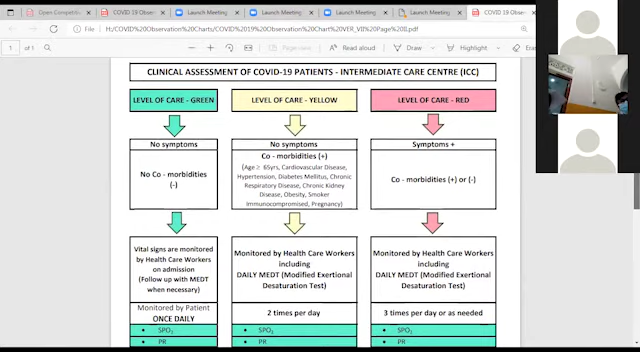 Open Competition
COVID 19 Obser
Launch Meeting
Launch Meeting
Launch Meeting
Launch Meeting
COVID 19 Obser
File | H:/COVID%20Observation%20Charts/COVID%2019%20Observation%20Chart%20VER_VII%20Page%201.pdf
1 of 1
Page view
Read aloud
Draw
Highlight
Erase
CLINICAL ASSESSMENT OF COVID-19 PATIENTS - INTERMEDIATE CARE CENTRE (ICC)
LEVEL OF CARE - GREEN
LEVEL OF CARE - YELLOW
LEVEL OF CARE - RED
No symptoms
No symptoms
Symptoms +
No Co - morbidities
(-)
Co - morbidities (+)
(Age ≥ 65yrs, Cardiovascular Disease,
Hypertension, Diabetes Mellitus, Chronic
Respiratory Disease, Chronic Kidney
Disease, Obesity, Smoker
Immunocompromised, Pregnancy)
Co - morbidities (+) or (-)
Vital signs are monitored
by Health Care Workers
on admission
(Follow up with MEDT
when necessary)
Monitored by Health Care Workers
including
DAILY MEDT (Modified Exertional
Desaturation Test)
Monitored by Health Care Workers
including
DAILY MEDT (Modified Exertional
Desaturation Test)
Monitored by Patient
ONCE DAILY
2 times per day
3 times per day or as needed
• SPO₂
• SPO₂
• SPO₂
• PR
• PR
• PR